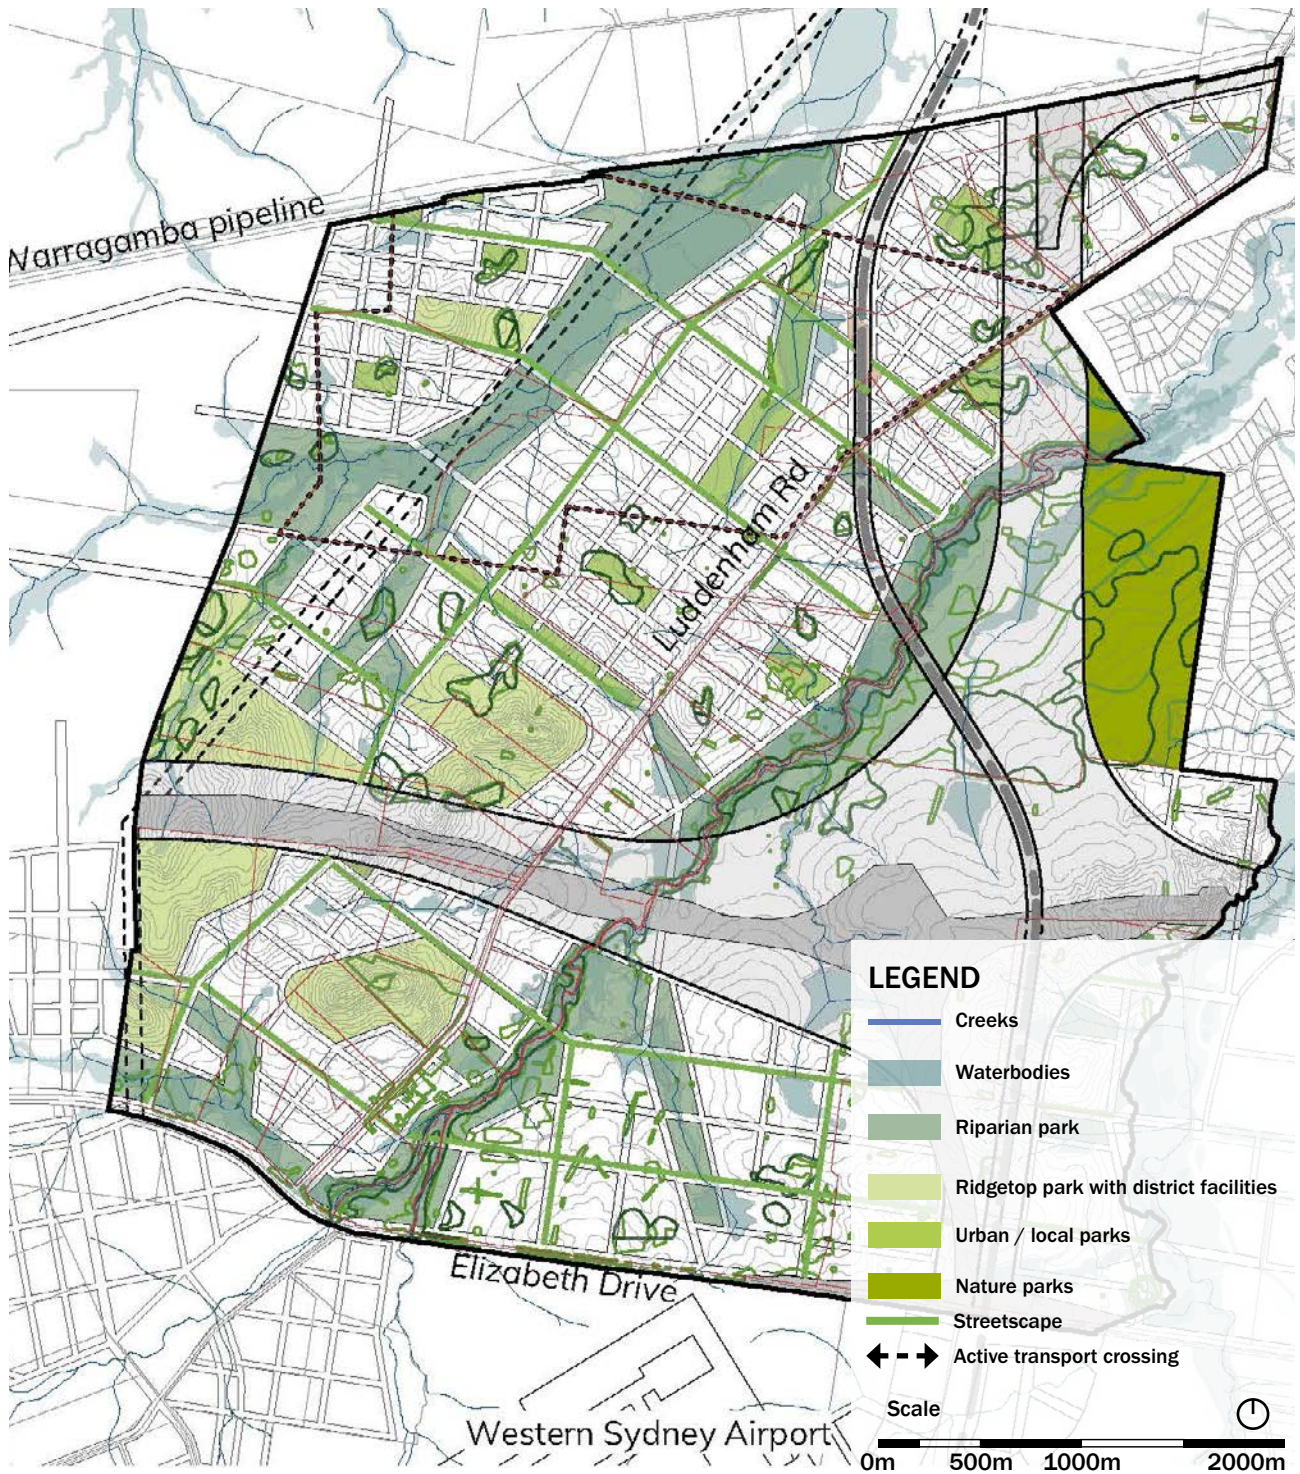 Warragamba pipeline
Luddenham Rd
Elizabeth Drive
Western Sydney Airport
LEGEND
Creeks
Waterbodies
Riparian park
Ridgetop park with district facilities
Urban / local parks
Nature parks
Streetscape
Active transport crossing
Scale
0m 500m 1000m 2000m